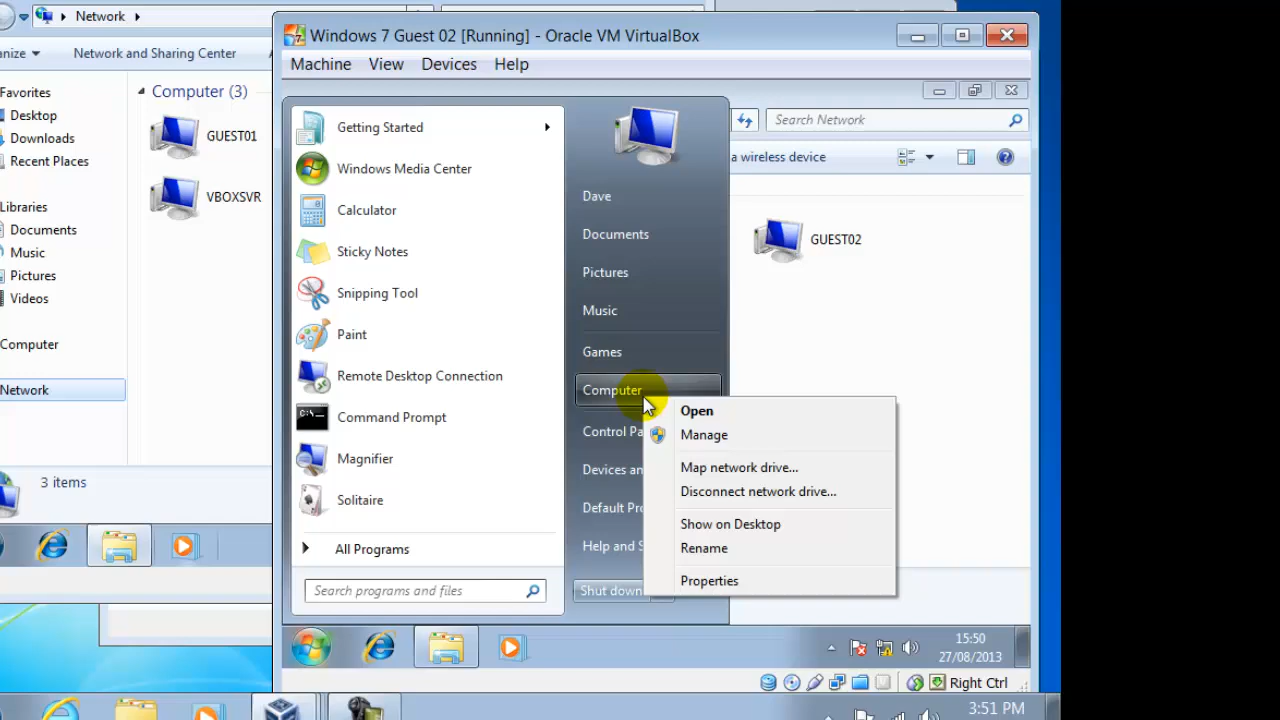 Network
Windows 7 Guest 02 [Running] - Oracle VM VirtualBox
Machine View Devices Help
anize
Network and Sharing Center
Favorites
Desktop
Downloads
Recent Places
Libraries
Documents
Music
Pictures
Videos
Computer
Network
Computer (3)
GUEST01
VBOXSVR
3 items
Search Network
a wireless device
GUEST02
Getting Started
Windows Media Center
Calculator
Sticky Notes
Snipping Tool
Paint
Remote Desktop Connection
Command Prompt
C:\...
Magnifier
Solitaire
All Programs
Search programs and files
Dave
Documents
Pictures
Music
Games
Computer
Control Pa
Devices an
Default Pro
Help and S
Shut down
Open
Manage
Map network drive...
Disconnect network drive...
Show on Desktop
Rename
Properties
15:50
27/08/2013
Right Ctrl
3:51 PM